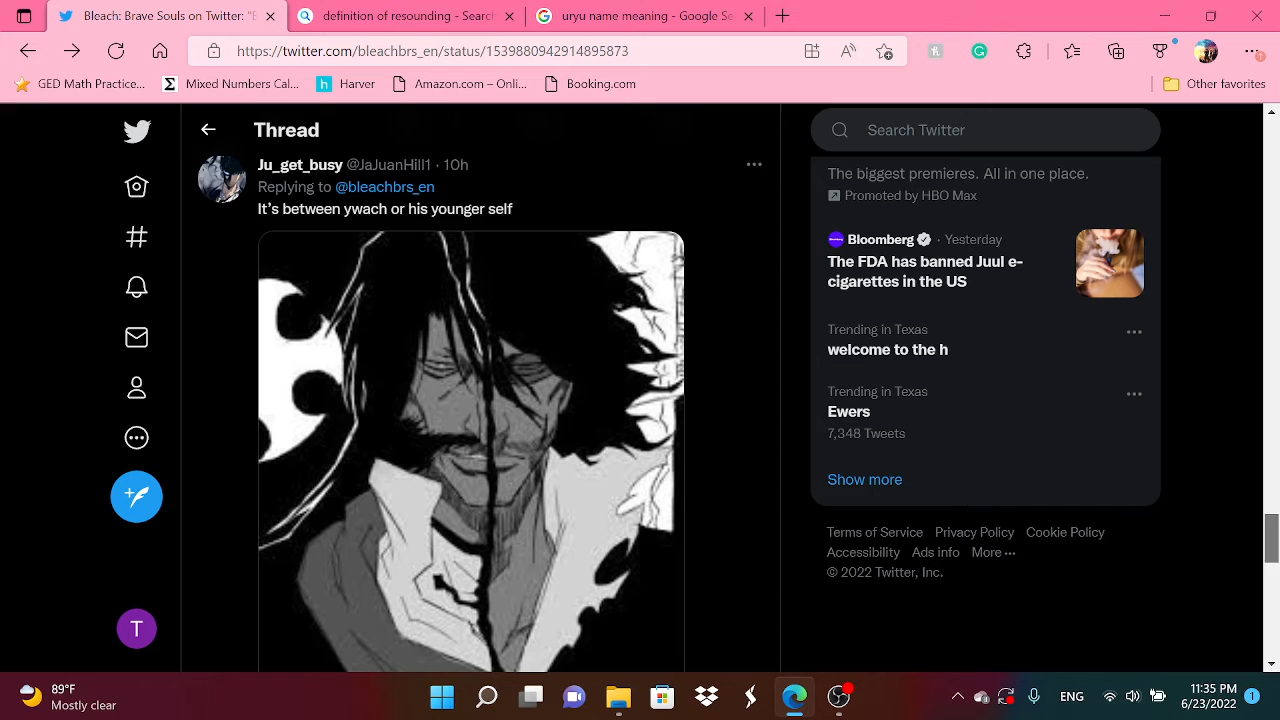 Bleach: Brave Souls on Twitter: "E
definition of resounding - Search
uryu name meaning - Google Se
https://twitter.com/bleachbrs_en/status/1539880942914895873
GED Math Practice...
Σ
Mixed Numbers Cal...
h
Harver
Amazon.com – Onli...
Booking.com
Other favorites
Thread
Search Twitter
Ju_get_busy @JaJuanHill1 · 10h
Replying to @bleachbrs_en
It's between ywach or his younger self
The biggest premieres. All in one place.
Promoted by HBO Max
Bloomberg · Yesterday
The FDA has banned Juul e-
cigarettes in the US
Trending in Texas
welcome to the h
Trending in Texas
Ewers
7,348 Tweets
Show more
Terms of Service Privacy Policy Cookie Policy
Accessibility Ads info More ···
© 2022 Twitter, Inc.
T
89°F
Mostly clear
ENG
11:35 PM
6/23/2022
1